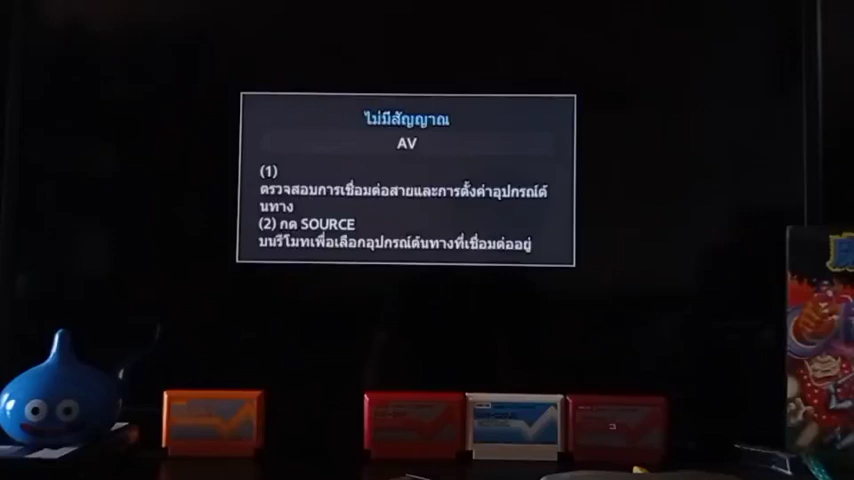 ไม่มีสัญญาณ
AV
(1)
ตรวจสอบการเชื่อมต่อสายและการตั้งค่าอุปกรณ์ต้
นทาง
(2) กด SOURCE
บนรีโมทเพื่อเลือกอุปกรณ์ต้นทางที่เชื่อมต่ออยู่